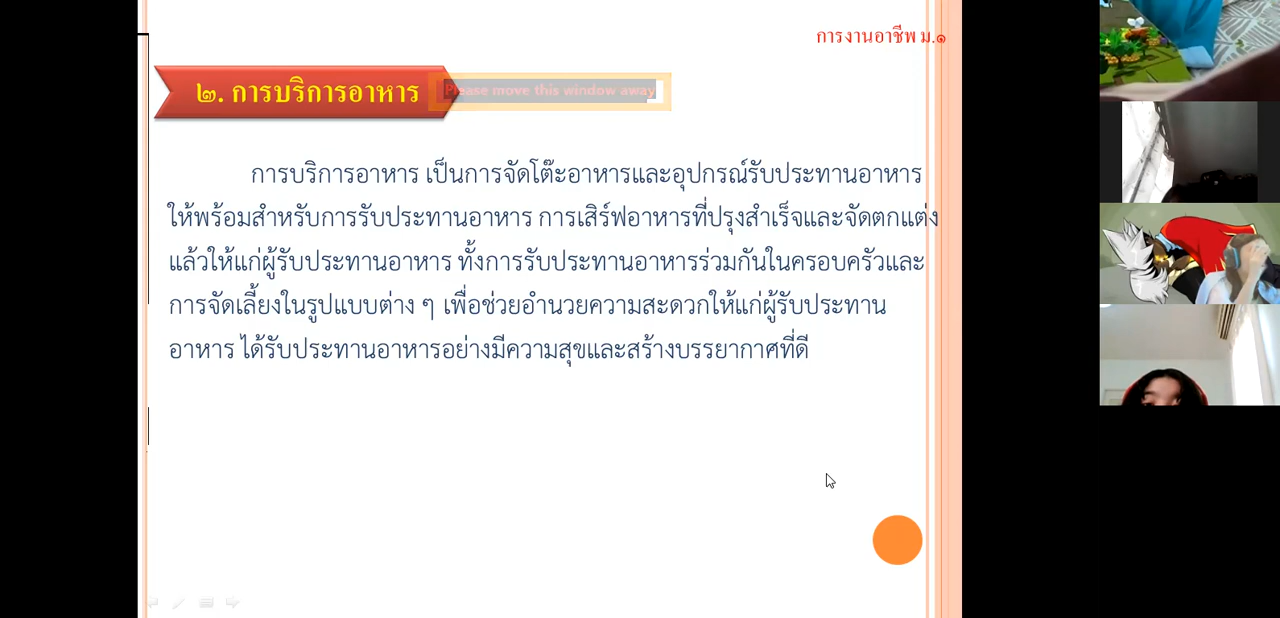 การงานอาชีพ ม.๑
๒. การบริการอาหาร
Please move this window away
การบริการอาหาร เป็นการจัดโต๊ะอาหารและอุปกรณ์รับประทานอาหาร
ให้พร้อมสำหรับการรับประทานอาหาร การเสิร์ฟอาหารที่ปรุงสำเร็จและจัดตกแต่ง
แล้วให้แก่ผู้รับประทานอาหาร ทั้งการรับประทานอาหารร่วมกันในครอบครัวและ
การจัดเลี้ยงในรูปแบบต่าง ๆ เพื่อช่วยอำนวยความสะดวกให้แก่ผู้รับประทาน
อาหาร ได้รับประทานอาหารอย่างมีความสุขและสร้างบรรยากาศที่ดี